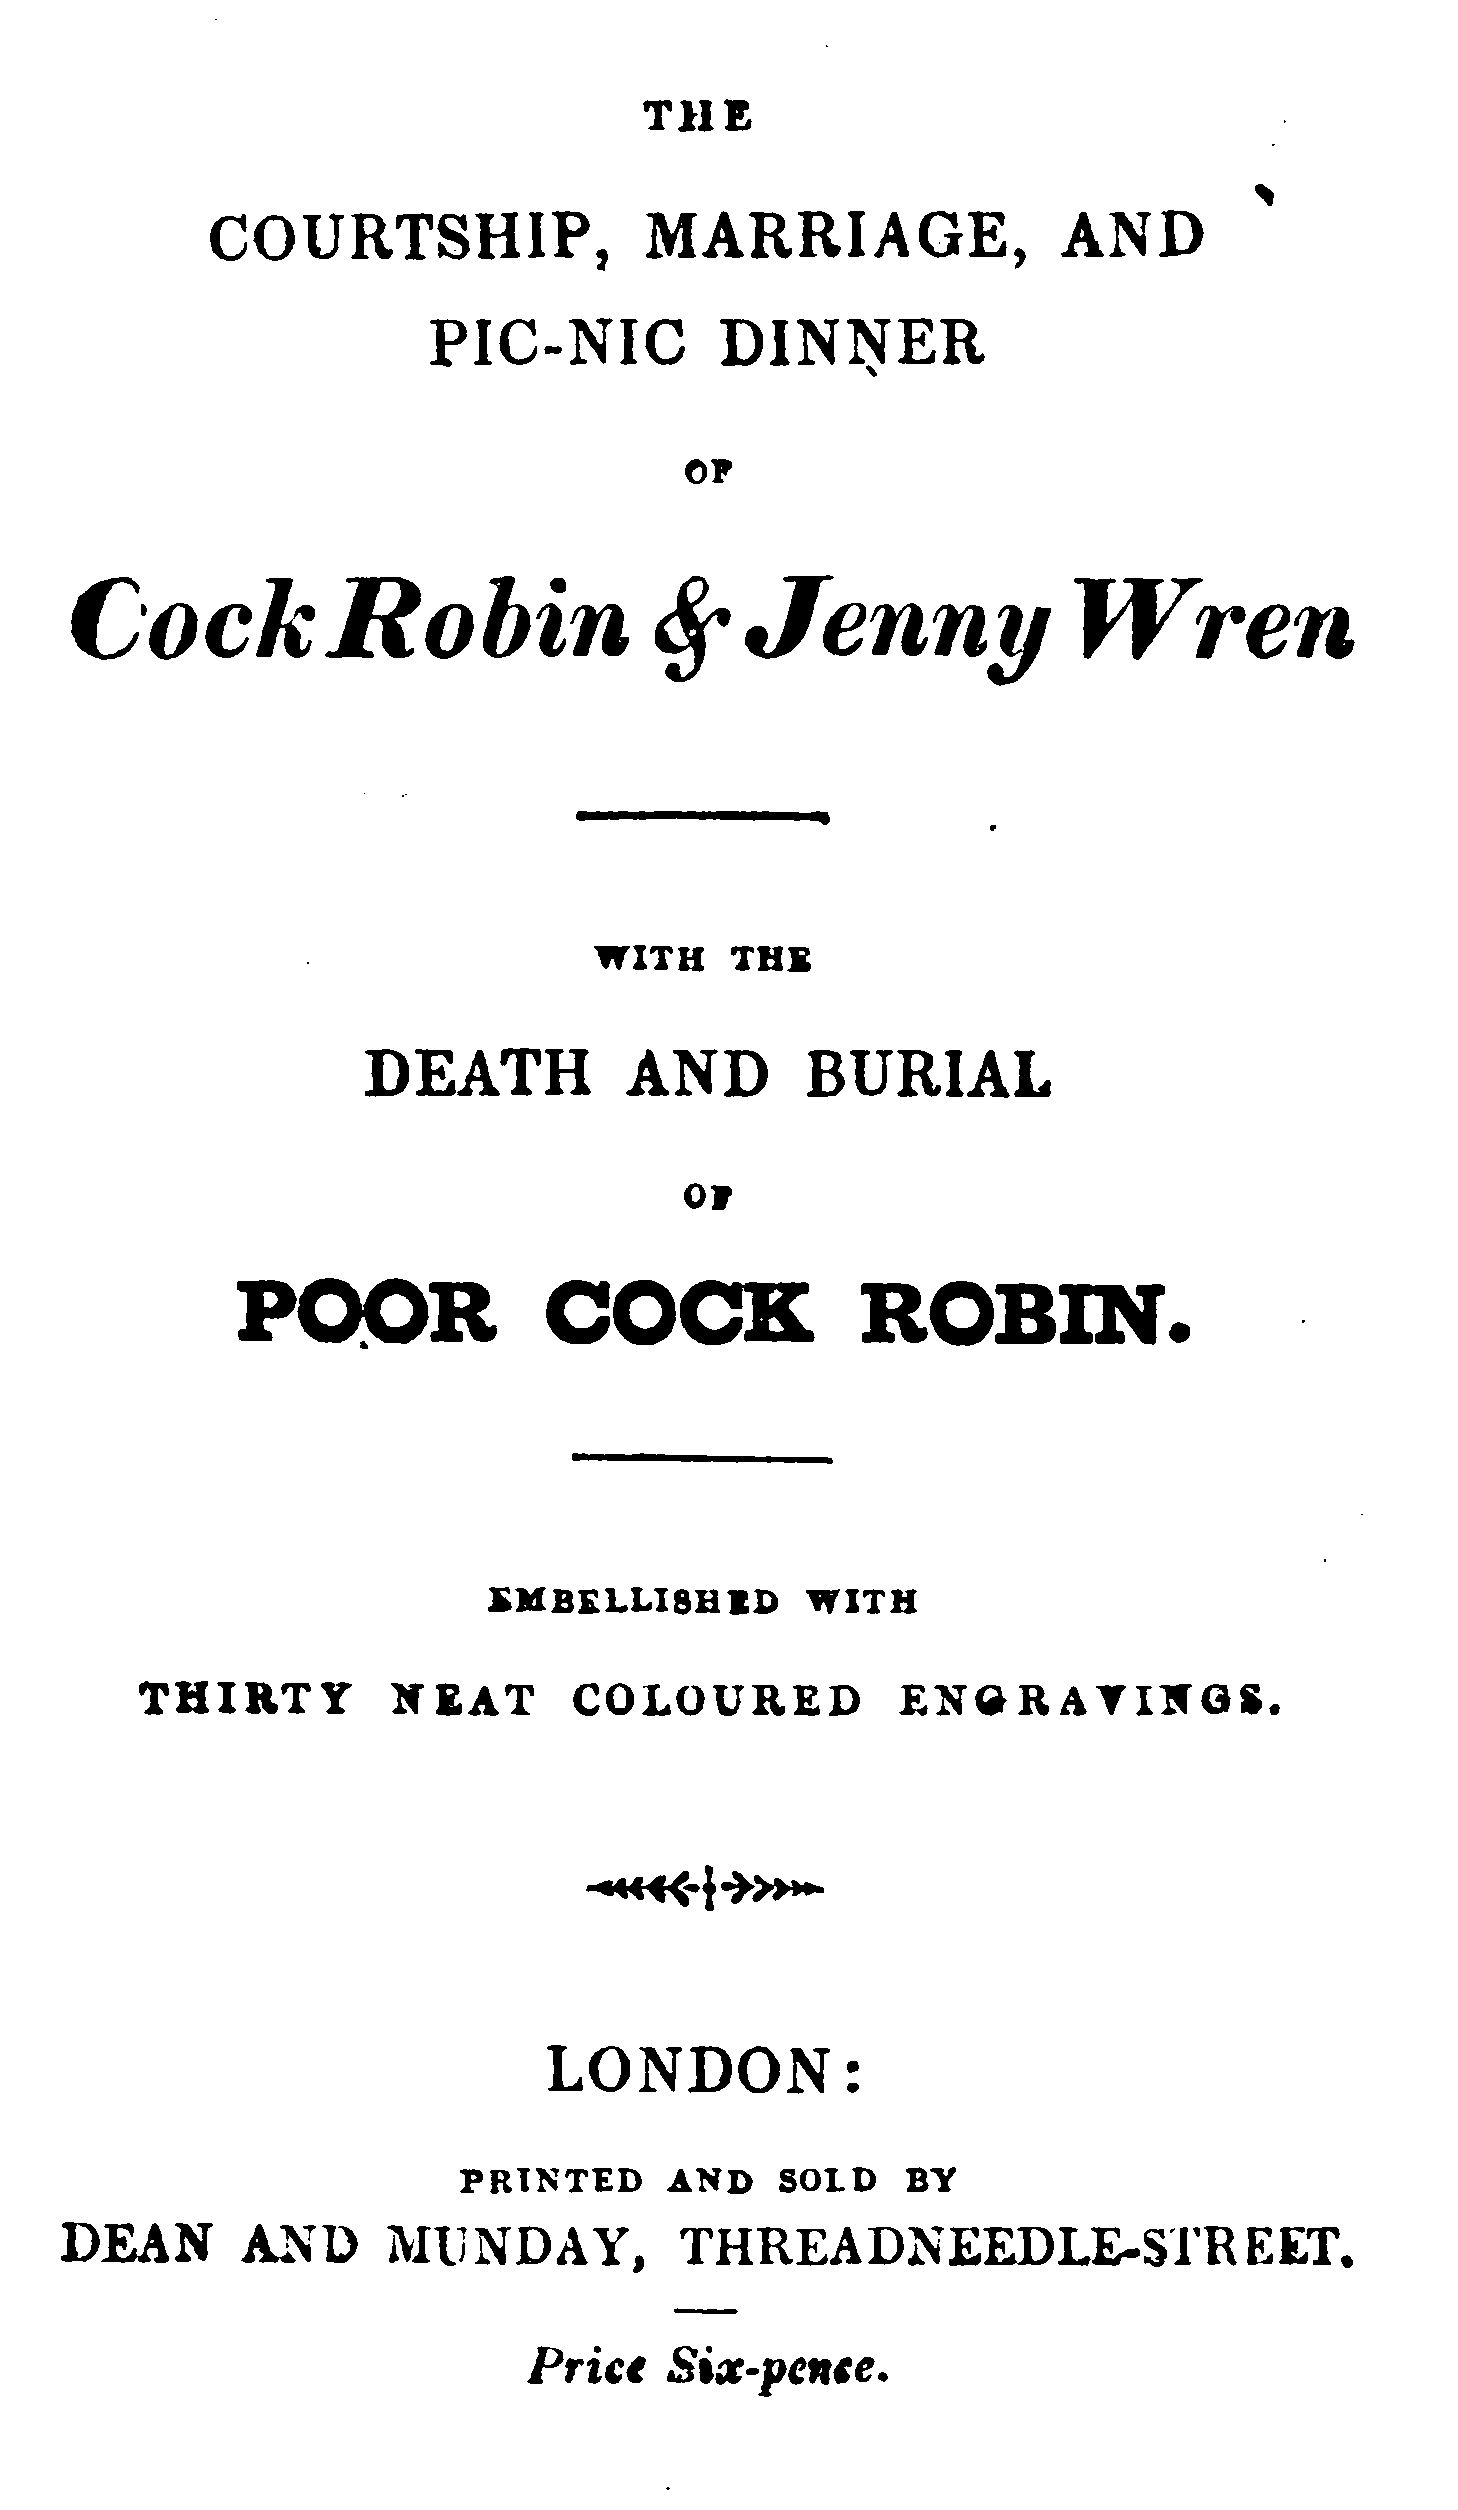 THE
COURTSHIP, MARRIAGE, AND
PIC-NIC DINNER
OF
Cock Robin & Jenny Wren
WITH THE
DEATH AND BURIAL
OF
POOR COCK ROBIN.
EMBELLISHED WITH
THIRTY NEAT COLOURED ENGRAVINGS.
LONDON:
PRINTED AND SOLD BY
DEAN AND MUNDAY, THREADNEEDLE-STREET.
Price Six-pence.